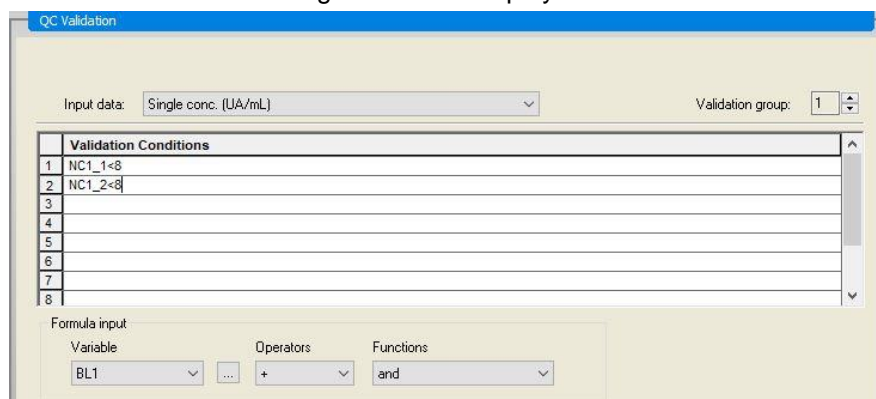 QC Validation
Input data: Single conc. (UA/mL) Validation group: 1
Validation Conditions
1 NC1_1<8
2 NC1_2<8
3
4
5
6
7
8
Formula input
Variable Operators Functions
BL1 ... + and